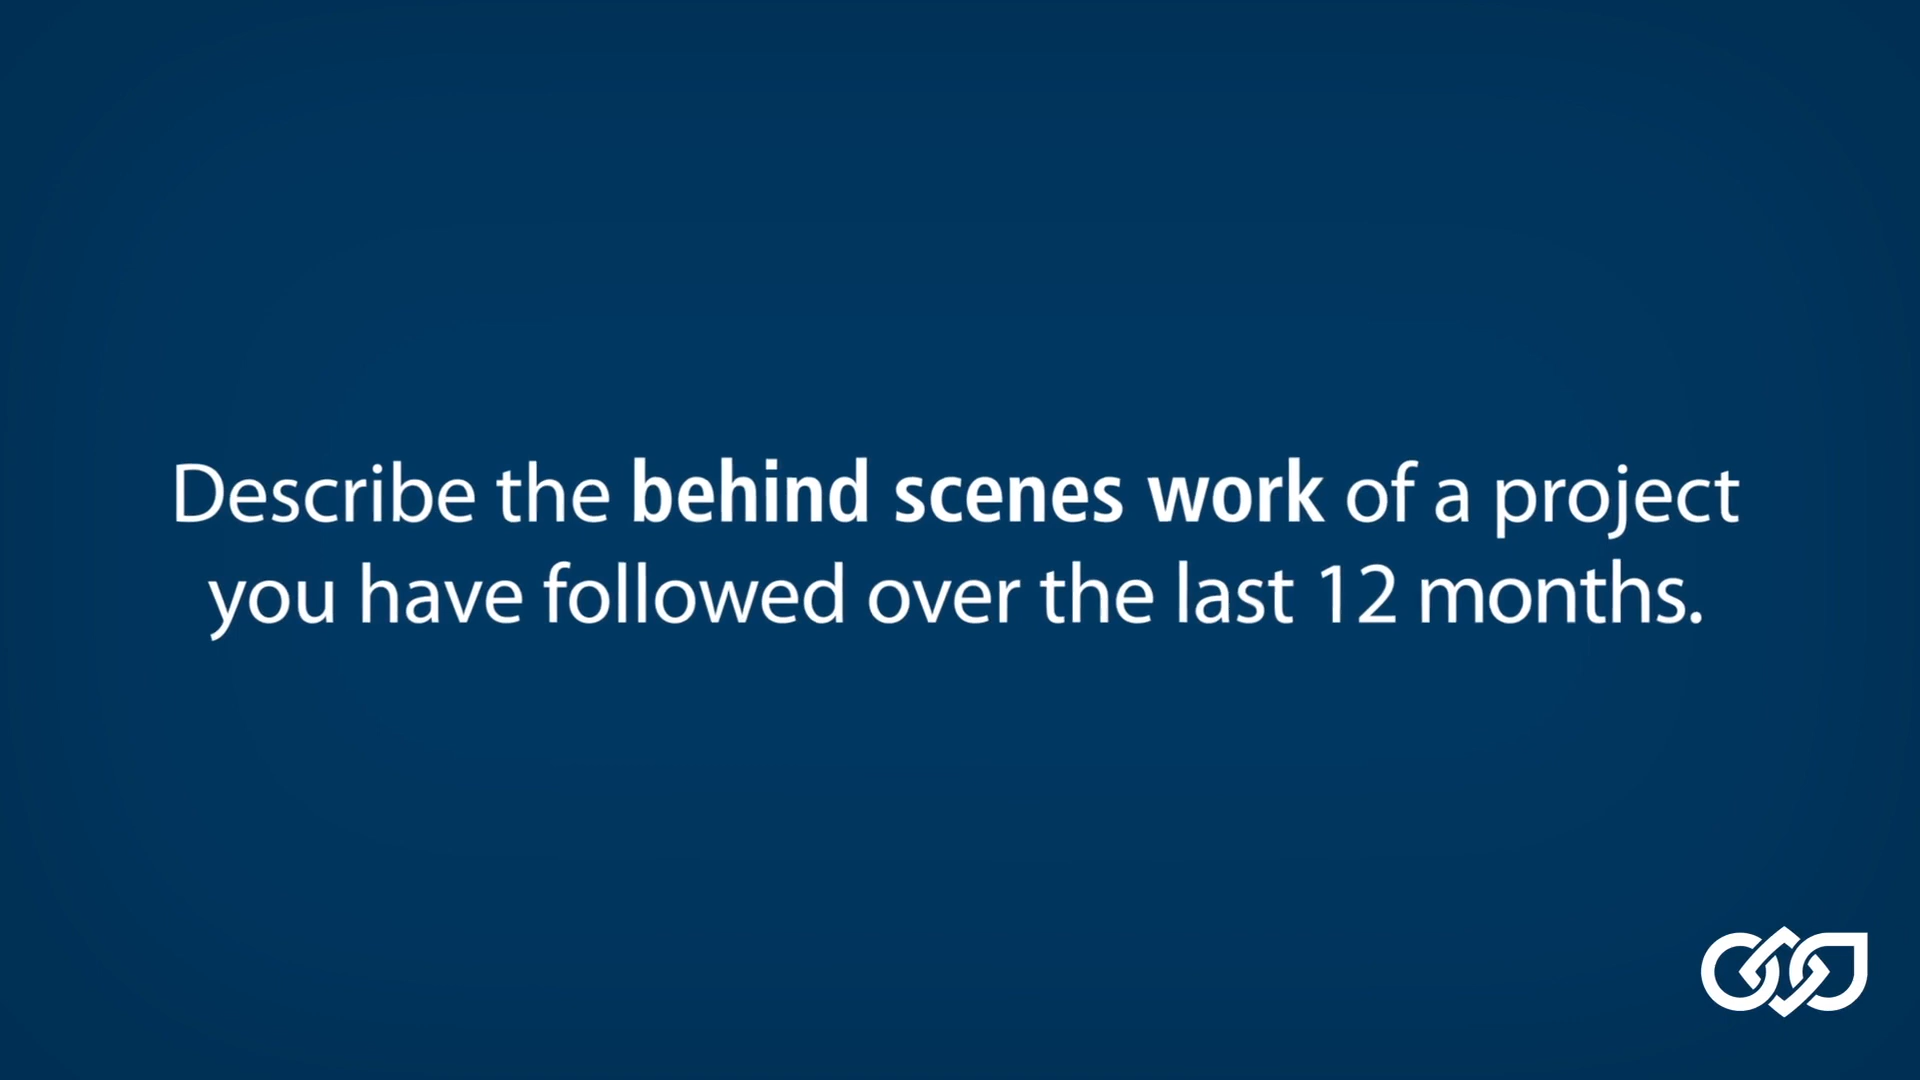 Describe the behind scenes work of a project
you have followed over the last 12 months.